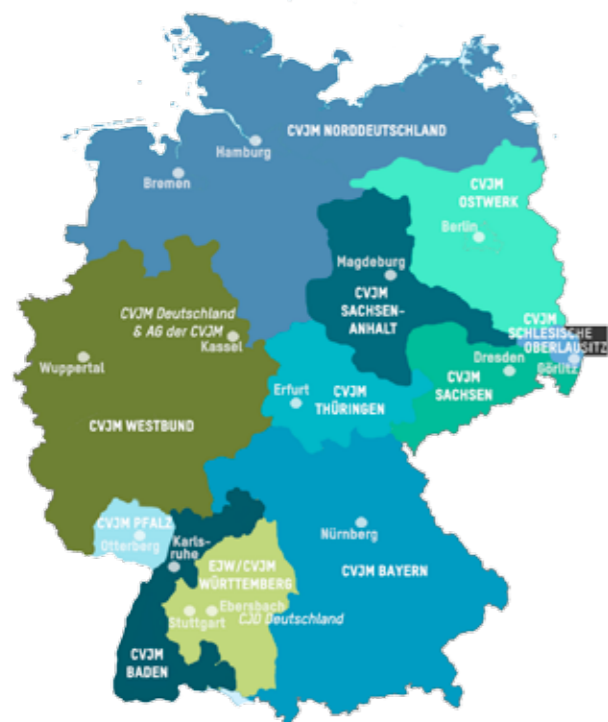 CVJM NORDDEUTSCHLAND
Hamburg
Bremen
CVJM
OSTWERK
Berlin
Magdeburg
CVJM
SACHSEN-
ANHALT
CVJM Deutschland
& AG der CVJM
Kassel
Wuppertal
CVJM
SCHLESISCHE
OBERLAUSITZ
Görlitz
Dresden
CVJM
SACHSEN
Erfurt
CVJM
THÜRINGEN
CVJM WESTBUND
CVJM PFALZ
Otterberg
Karls-
ruhe
Nürnberg
EJW/CVJM
WÜRTTEMBERG
CVJM BAYERN
Ebersbach
Stuttgart
CJD Deutschland
CVJM
BADEN